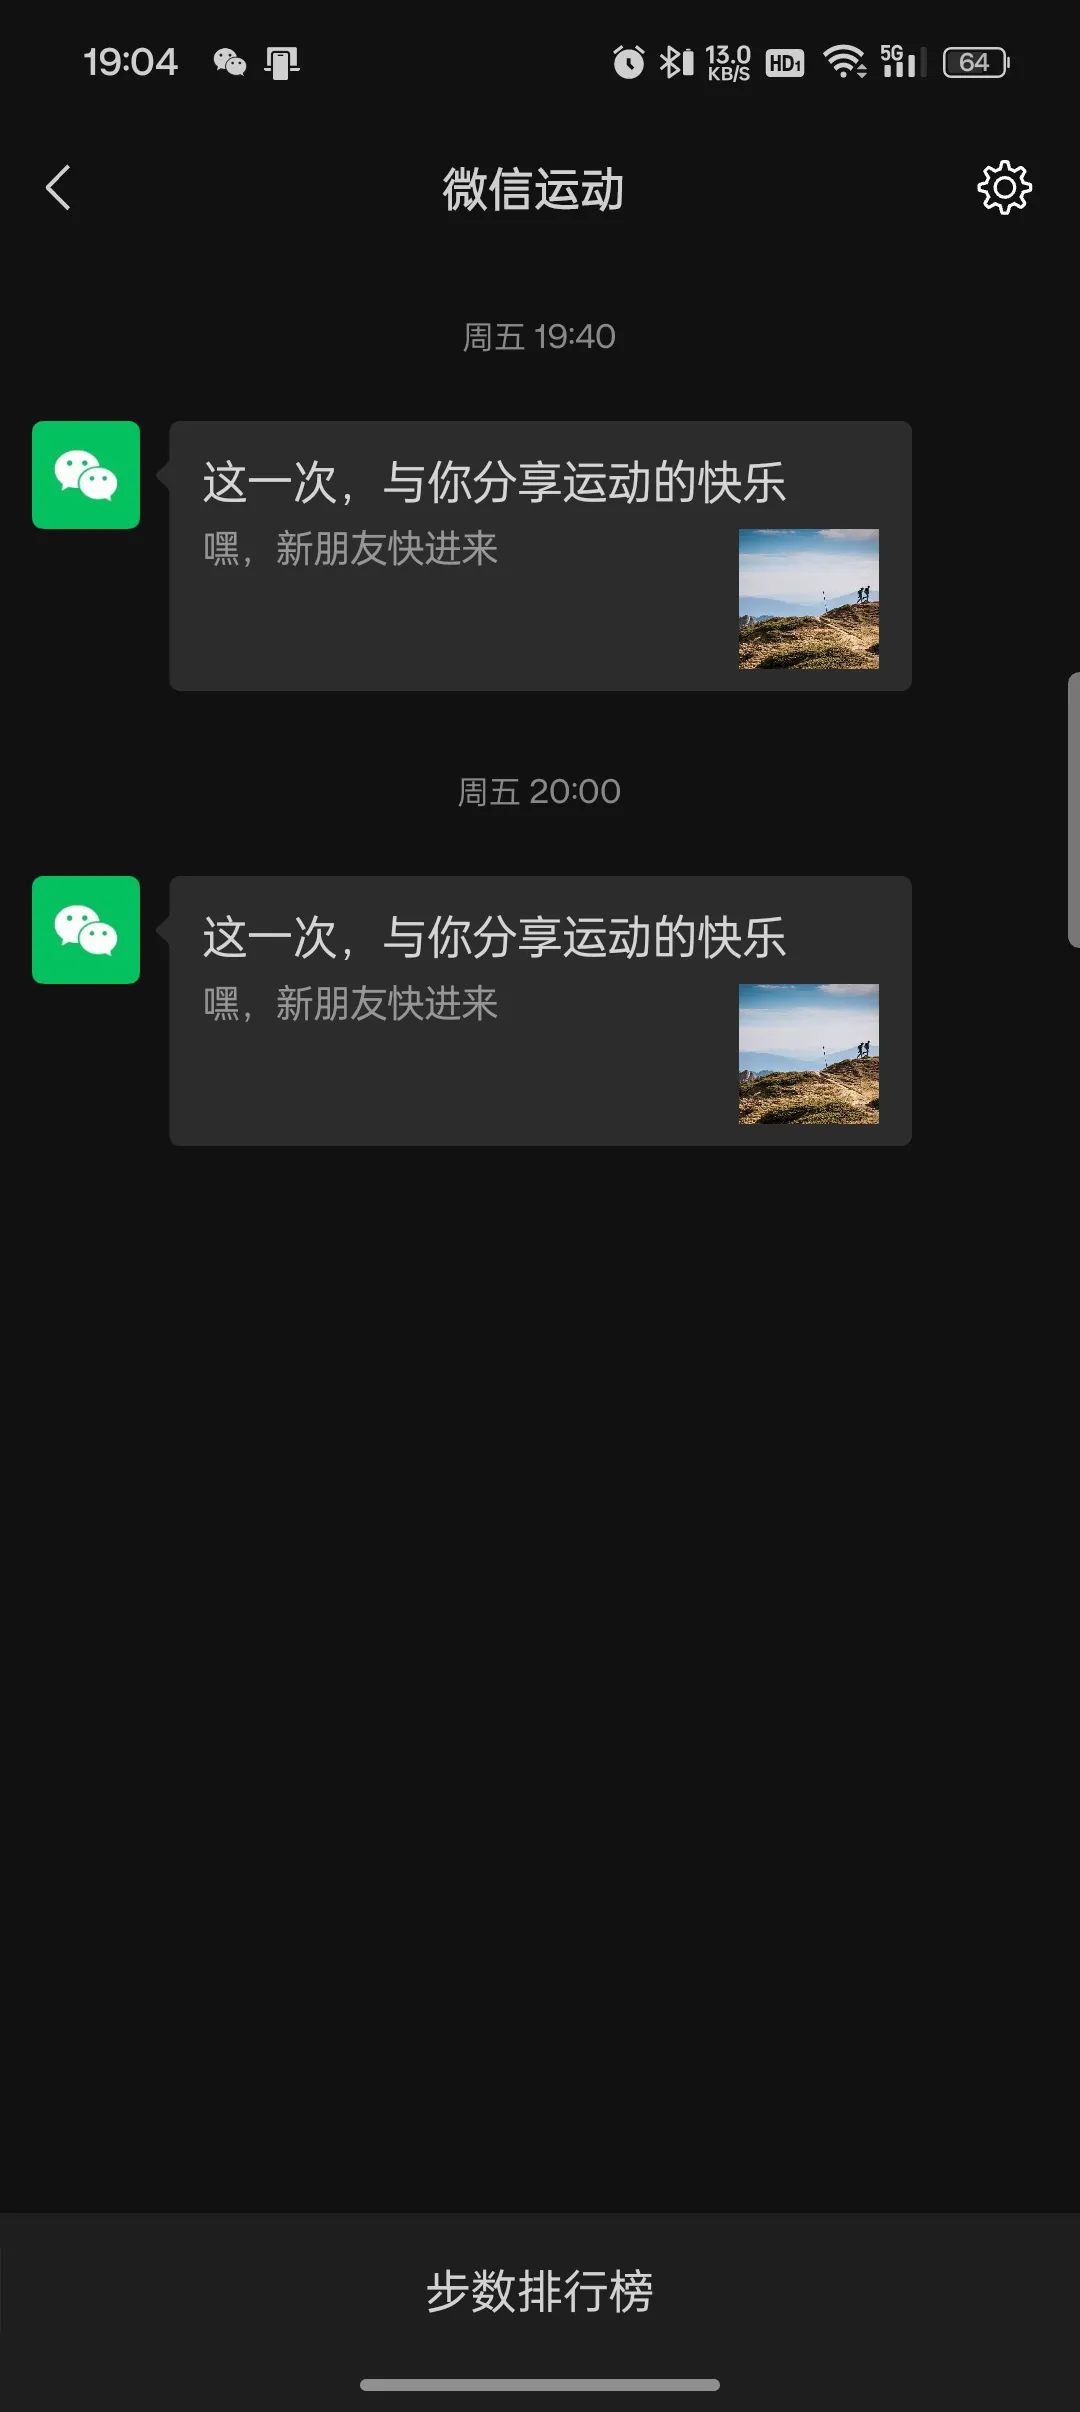 19:04
13.0
KB/S
HD1
5G
64
微信运动
周五 19:40
这一次，与你分享运动的快乐
嘿，新朋友快进来
周五 20:00
这一次，与你分享运动的快乐
嘿，新朋友快进来
步数排行榜